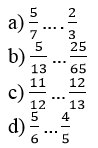 a) 5/7 .... 2/3
b) 5/13 ... 25/65
c) 11/12 ... 12/13
d) 5/6 ... 4/5